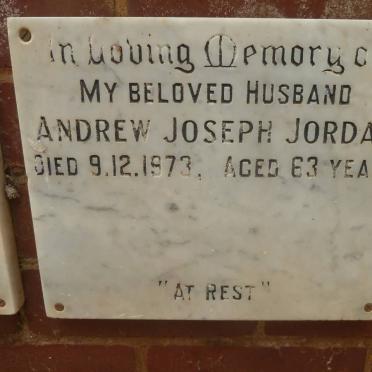 In Loving Memory o
MY BELOVED HUSBAND
ANDREW JOSEPH JORDA
DIED 9.12.1973, AGED 63 YEA
"AT REST"